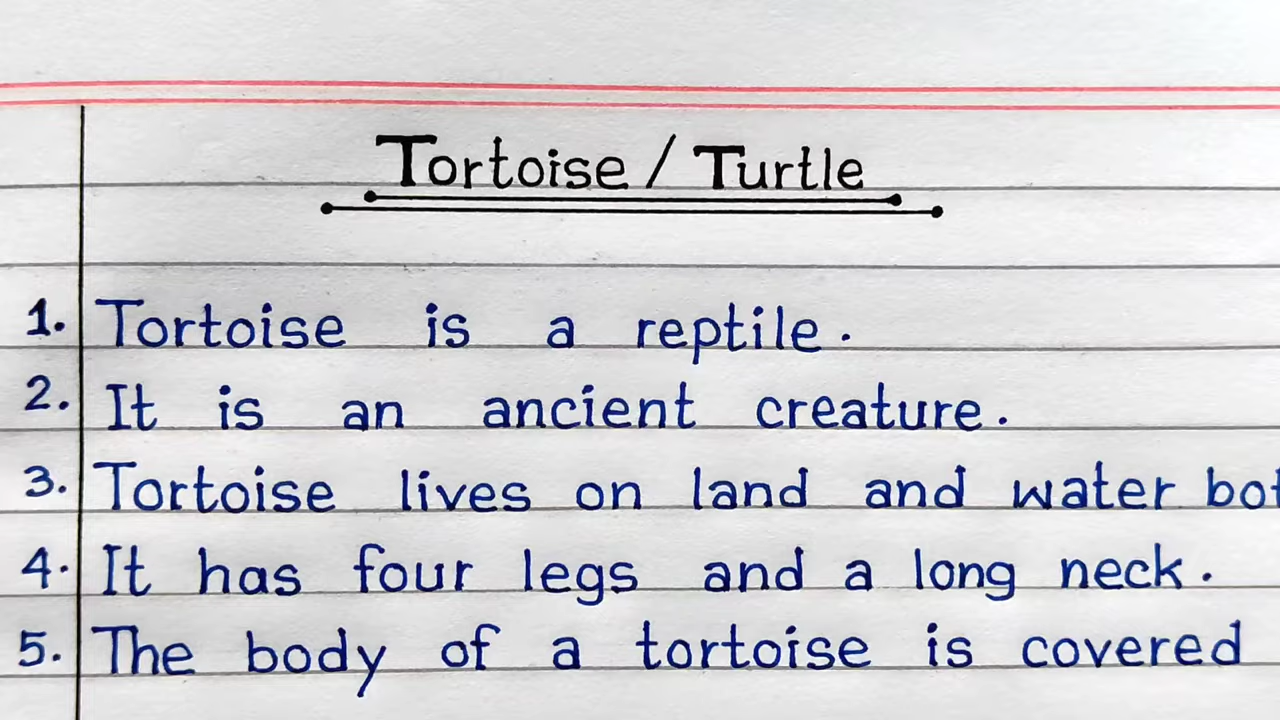 Tortoise / Turtle
1. Tortoise is a reptile.
2. It is an ancient creature.
3. Tortoise lives on land and water
4. It has four legs and a long neck.
5. The body of a tortoise is covered